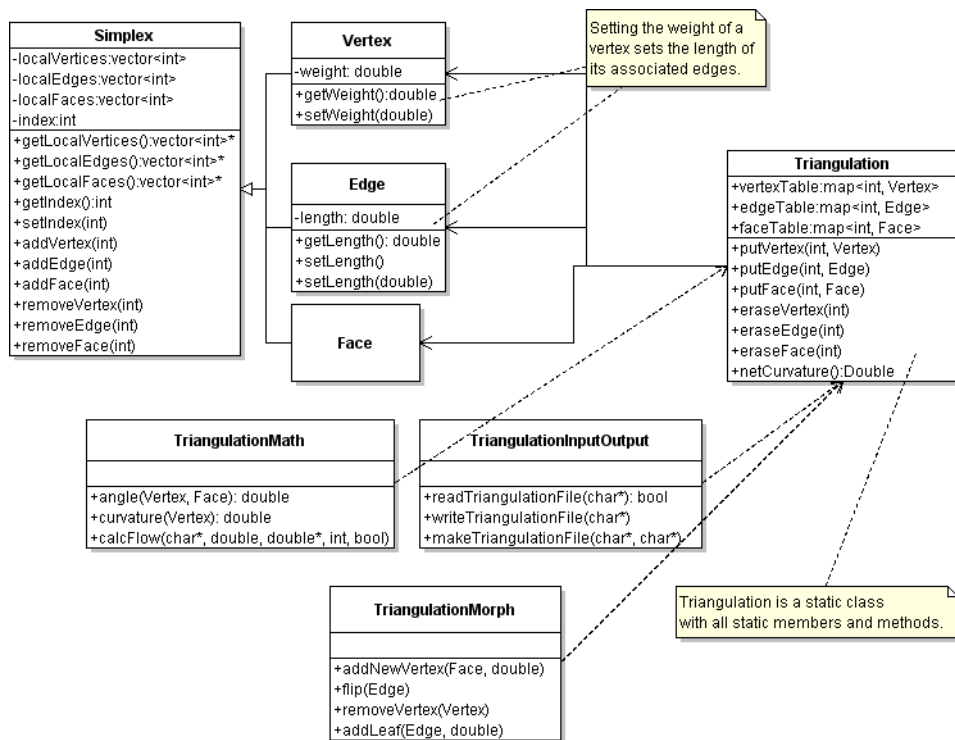 Simplex
-localVertices:vector<int>
-localEdges:vector<int>
-localFaces:vector<int>
-index:int
+getLocalVertices():vector<int>*
+getLocalEdges():vector<int>*
+getLocalFaces():vector<int>*
+getIndex():int
+setIndex(int)
+addVertex(int)
+addEdge(int)
+addFace(int)
+removeVertex(int)
+removeEdge(int)
+removeFace(int)
Vertex
-weight: double
+getWeight():double
+setWeight(double)
Setting the weight of a
vertex sets the length of
its associated edges.
Edge
-length: double
+getLength(): double
+setLength()
+setLength(double)
Face
Triangulation
+vertexTable:map<int, Vertex>
+edgeTable:map<int, Edge>
+faceTable:map<int, Face>
+putVertex(int, Vertex)
+putEdge(int, Edge)
+putFace(int, Face)
+eraseVertex(int)
+eraseEdge(int)
+eraseFace(int)
+netCurvature():Double
TriangulationMath
+angle(Vertex, Face): double
+curvature(Vertex): double
+calcFlow(char*, double, double*, int, bool)
TriangulationInputOutput
+readTriangulationFile(char*): bool
+writeTriangulationFile(char*)
+makeTriangulationFile(char*, char*)
TriangulationMorph
+addNewVertex(Face, double)
+flip(Edge)
+removeVertex(Vertex)
+addLeaf(Edge, double)
Triangulation is a static class
with all static members and methods.